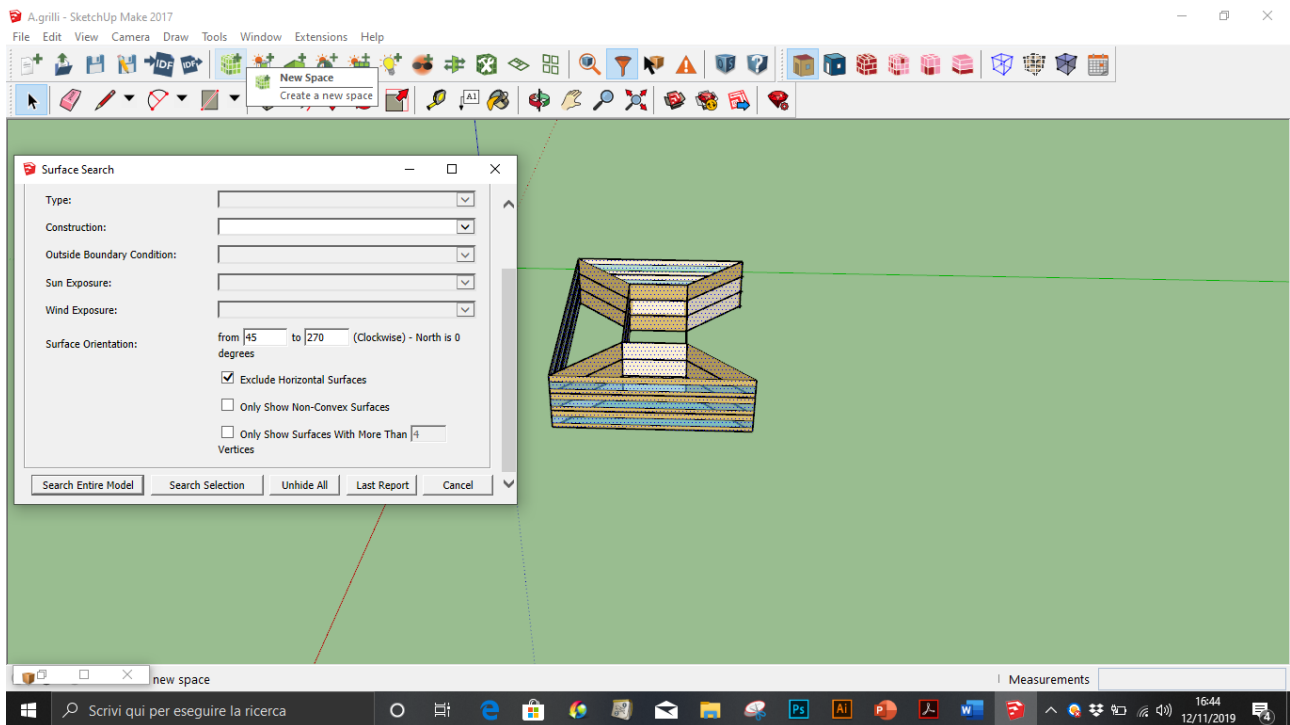 A.grilli - SketchUp Make 2017
File Edit View Camera Draw Tools Window Extensions Help
New Space
Create a new space
Surface Search
Type:
Construction:
Outside Boundary Condition:
Sun Exposure:
Wind Exposure:
Surface Orientation:
from 45 to 270 (Clockwise) - North is 0
degrees
Exclude Horizontal Surfaces
Only Show Non-Convex Surfaces
Only Show Surfaces With More Than 4
Vertices
Search Entire Model Search Selection Unhide All Last Report Cancel
new space
Measurements
Scrivi qui per eseguire la ricerca
16:44
12/11/2019